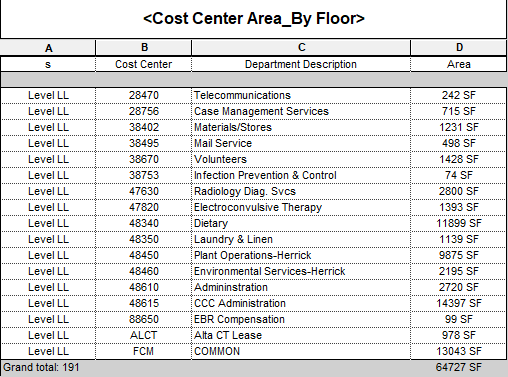 <Cost Center Area_By Floor>
A B C D
s Cost Center Department Description Area
Level LL 28470 Telecommunications 242 SF
Level LL 28756 Case Management Services 715 SF
Level LL 38402 Materials/Stores 1231 SF
Level LL 38495 Mail Service 498 SF
Level LL 38670 Volunteers 1428 SF
Level LL 38753 Infection Prevention & Control 74 SF
Level LL 47630 Radiology Diag. Svcs 2800 SF
Level LL 47820 Electroconvulsive Therapy 1393 SF
Level LL 48340 Dietary 11899 SF
Level LL 48350 Laundry & Linen 1139 SF
Level LL 48450 Plant Operations-Herrick 9875 SF
Level LL 48460 Environmental Services-Herrick 2195 SF
Level LL 48610 Admininstration 2720 SF
Level LL 48615 CCC Administration 14397 SF
Level LL 88650 EBR Compensation 99 SF
Level LL ALCT Alta CT Lease 978 SF
Level LL FCM COMMON 13043 SF
Grand total: 191 64727 SF